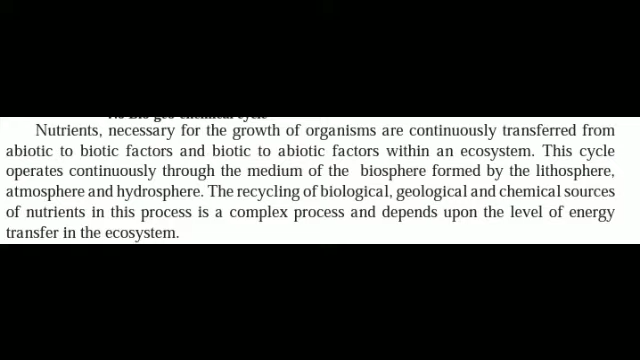 Nutrients, necessary for the growth of organisms are continuously transferred from
abiotic to biotic factors and biotic to abiotic factors within an ecosystem. This cycle
operates continuously through the medium of the biosphere formed by the lithosphere,
atmosphere and hydrosphere. The recycling of biological, geological and chemical sources
of nutrients in this process is a complex process and depends upon the level of energy
transfer in the ecosystem.